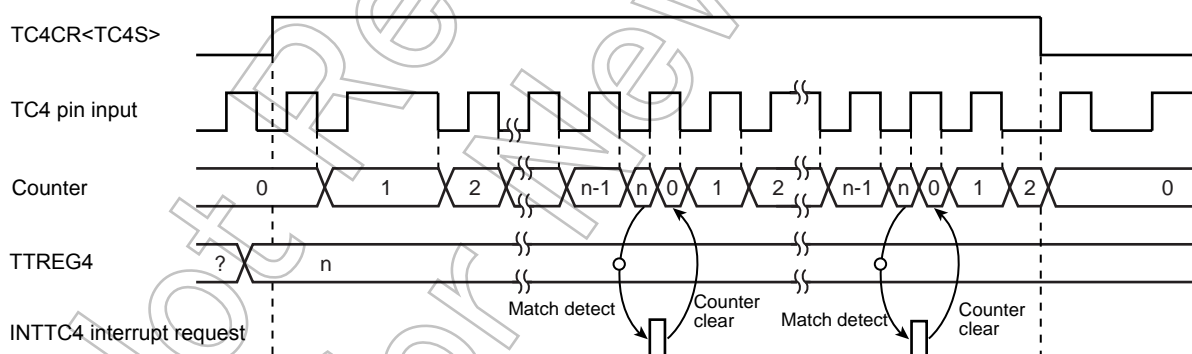 TC4CR<TC4S>
TC4 pin input
Counter
0 1 2 n-1 n 0 1 2 n-1 n 0 1 2 0
TTREG4
? n
Match detect
Counter
clear
Match detect
Counter
clear
INTTC4 interrupt request